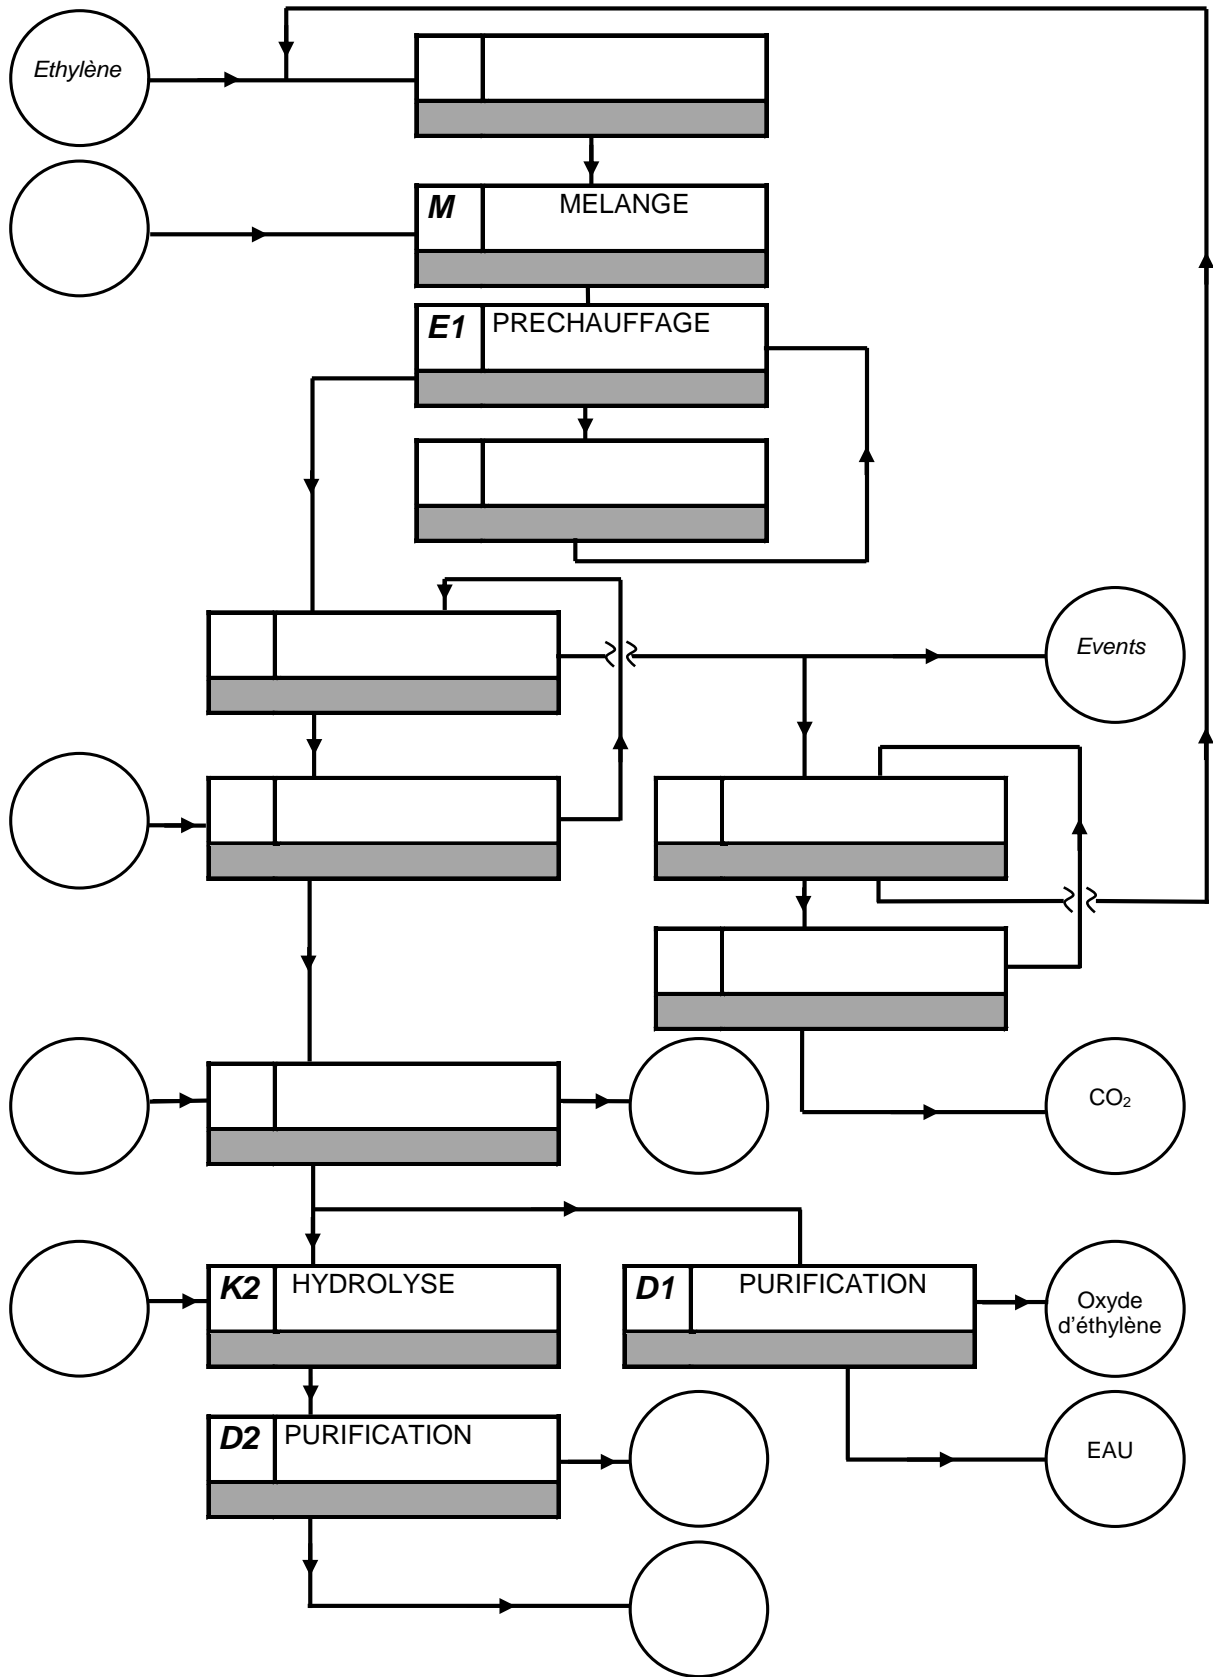 Ethylène
M
MELANGE
E1
PRECHAUFFAGE
Events
CO₂
K2
HYDROLYSE
D1
PURIFICATION
Oxyde
d'éthylène
D2
PURIFICATION
EAU